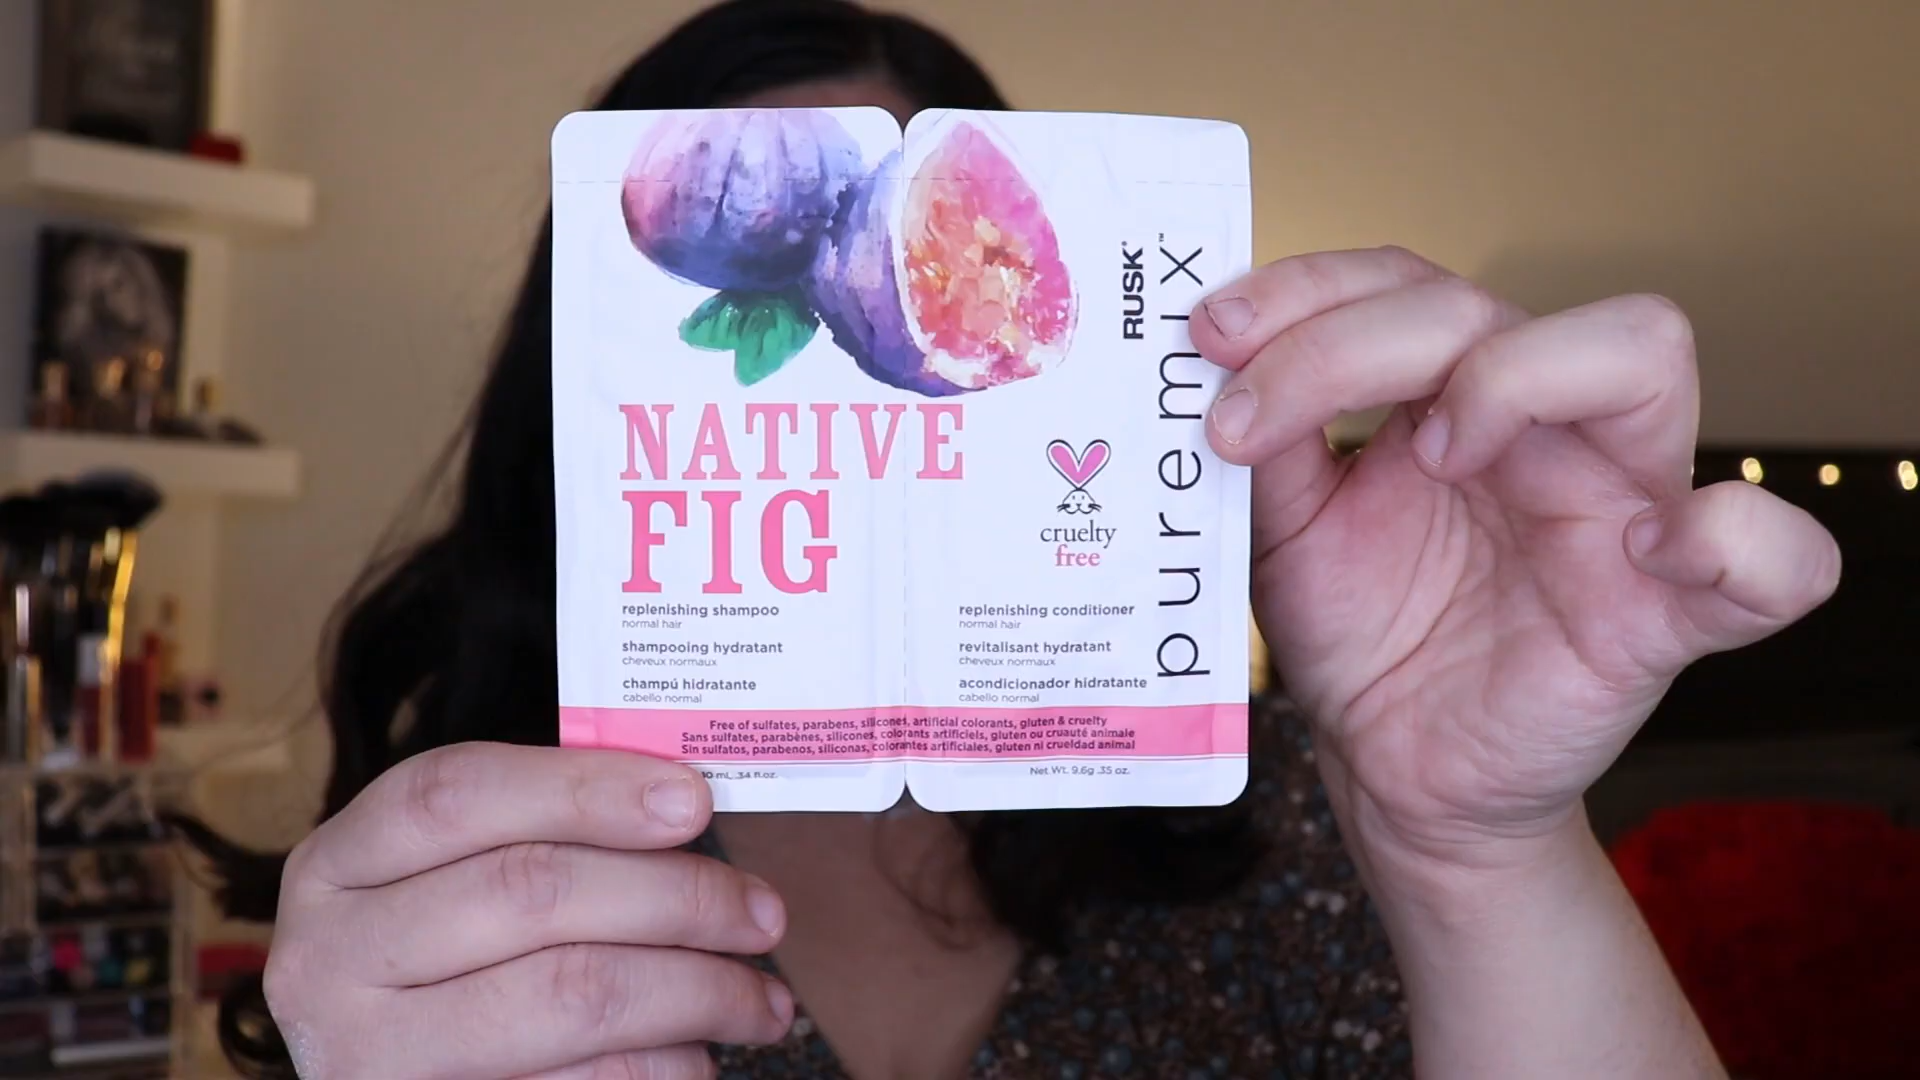 RUSK®
puremix™
NATIVE
FIG
cruelty
free
replenishing shampoo
normal hair
shampooing hydratant
cheveux normaux
champú hidratante
cabello normal
replenishing conditioner
normal hair
revitalisant hydratant
cheveux normaux
acondicionador hidratante
cabello normal
Free of sulfates, parabens, silicones, artificial colorants, gluten & cruelty
Sans sulfates, parabènes, silicones, colorants artificiels, gluten ou cruauté animale
Sin sulfatos, parabenos, siliconas, colorantes artificiales, gluten ni crueldad animal
10 mL .34 fl.oz.
Net Wt. 9.6g .35 oz.